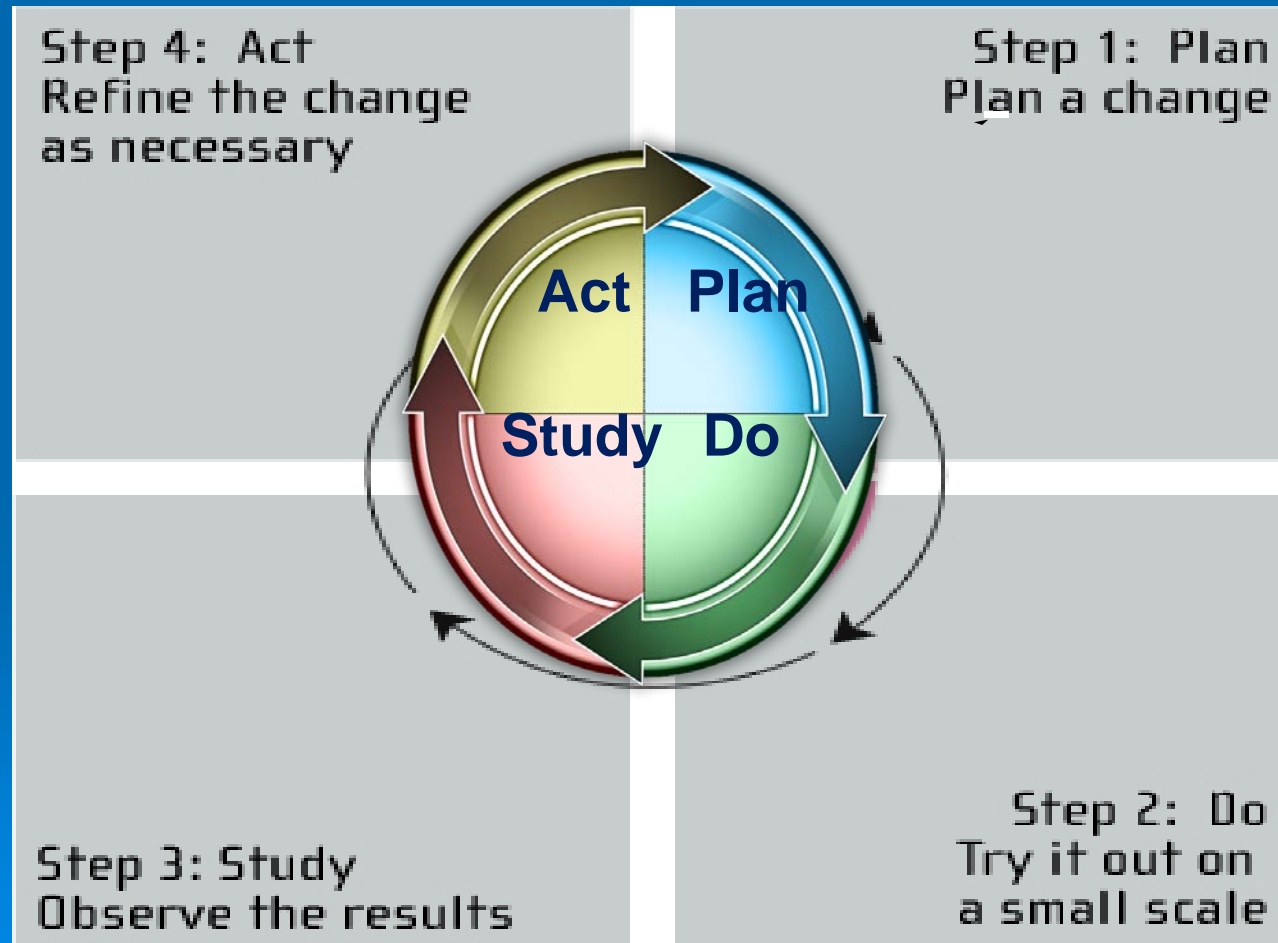 Step 4: Act
Refine the change
as necessary
Step 1: Plan
Plan a change
Act
Plan
Study
Do
Step 3: Study
Observe the results
Step 2: Do
Try it out on
a small scale